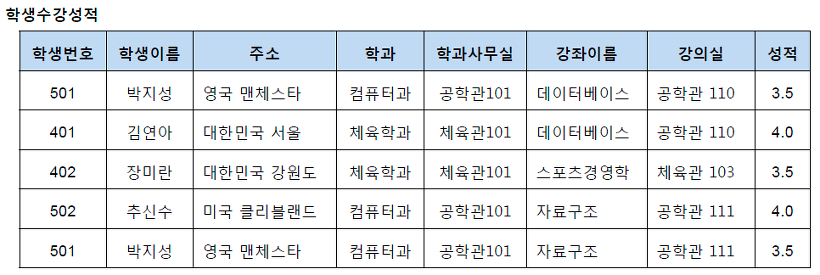 학생수강성적
학생번호 학생이름 주소 학과 학과사무실 강좌이름 강의실 성적
501 박지성 영국 맨체스타 컴퓨터과 공학관101 데이터베이스 공학관 110 3.5
401 김연아 대한민국 서울 체육학과 체육관101 데이터베이스 공학관 110 4.0
402 장미란 대한민국 강원도 체육학과 체육관101 스포츠경영학 체육관 103 3.5
502 추신수 미국 클리블랜드 컴퓨터과 공학관101 자료구조 공학관 111 4.0
501 박지성 영국 맨체스타 컴퓨터과 공학관101 자료구조 공학관 111 3.5